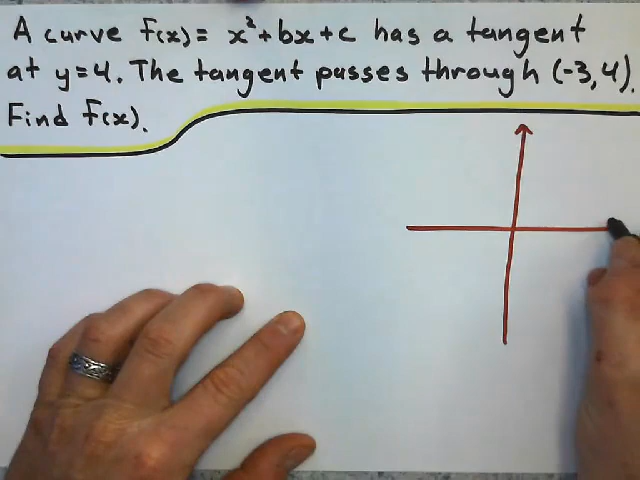 A curve f(x) = x²+bx+c has a tangent
at y=4. The tangent passes through (-3,4).
Find f(x).